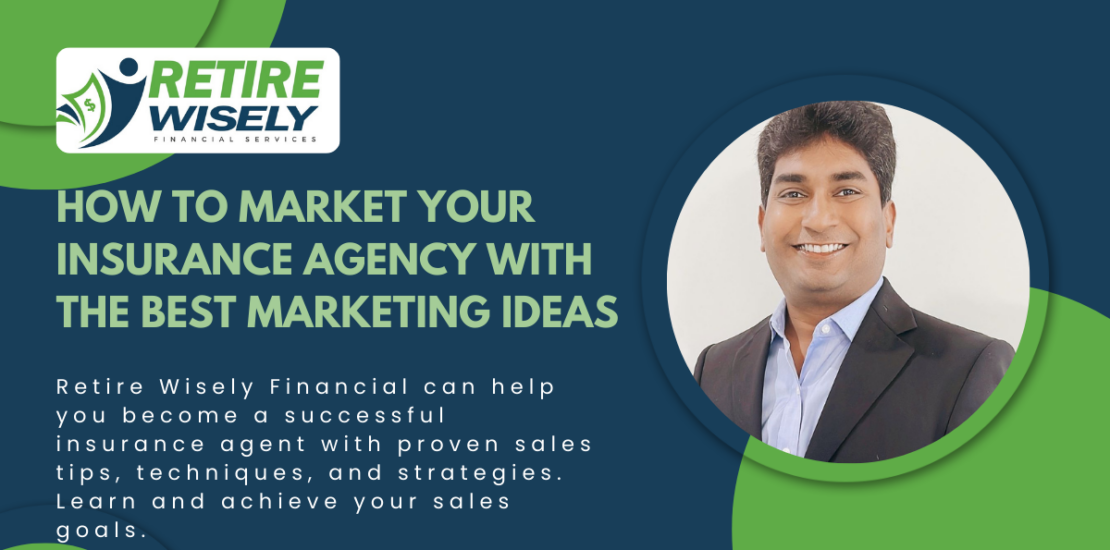 RETIRE
WISELY
FINANCIAL SERVICES
HOW TO MARKET YOUR
INSURANCE AGENCY WITH
THE BEST MARKETING IDEAS
Retire Wisely Financial can help
you become a successful
insurance agent with proven sales
tips, techniques, and strategies.
Learn and achieve your sales
goals.